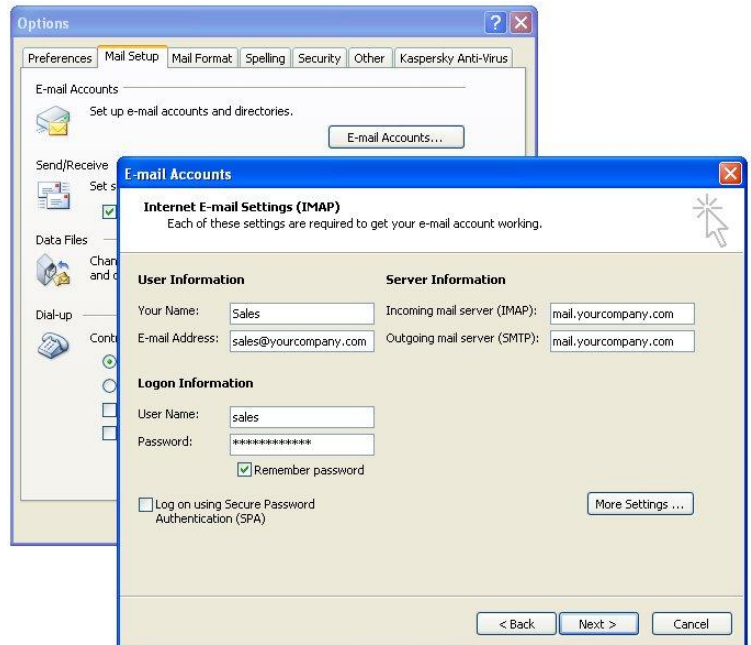 Options
Preferences Mail Setup Mail Format Spelling Security Other Kaspersky Anti-Virus
E-mail Accounts
Set up e-mail accounts and directories.
E-mail Accounts...
Send/Receive
Set s
Data Files
Chan
and c
Dial-up
Contr
E-mail Accounts
Internet E-mail Settings (IMAP)
Each of these settings are required to get your e-mail account working.
User Information
Your Name: Sales
E-mail Address: sales@yourcompany.com
Server Information
Incoming mail server (IMAP): mail.yourcompany.com
Outgoing mail server (SMTP): mail.yourcompany.com
Logon Information
User Name: sales
Password: ************
Remember password
Log on using Secure Password
Authentication (SPA)
More Settings ...
< Back Next > Cancel